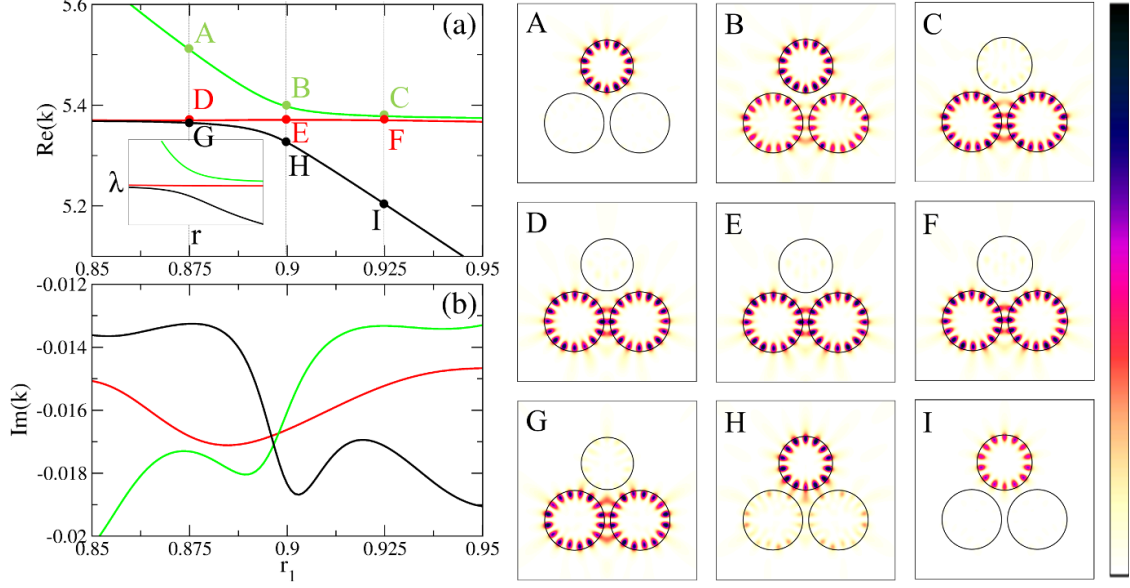 5.6
5.4
5.2
Re(k)
(a)
A
B
C
D
E
F
G
H
I
λ
r
0.85
0.875
0.9
0.925
0.95
-0.012
-0.014
-0.016
-0.018
-0.02
Im(k)
(b)
0.85
0.875
0.9
0.925
0.95
r1
A
B
C
D
E
F
G
H
I